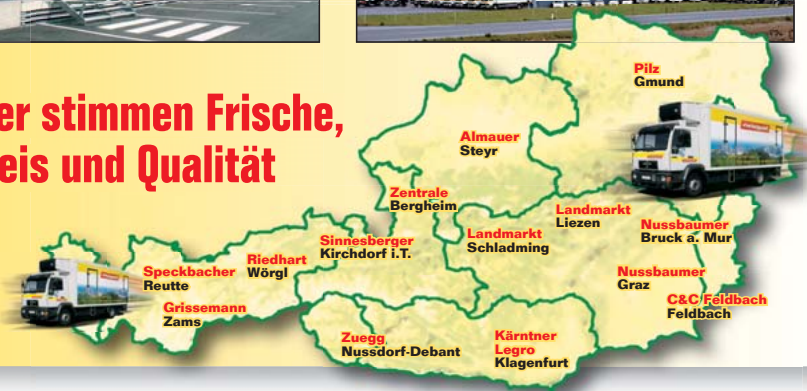 er stimmen Frische,
eis und Qualität
Pilz
Gmund
Almauer
Steyr
Zentrale
Bergheim
Landmarkt
Liezen
Nussbaumer
Bruck a. Mur
Landmarkt
Schladming
Sinnesberger
Kirchdorf i.T.
Riedhart
Wörgl
Speckbacher
Reutte
Nussbaumer
Graz
C&C Feldbach
Feldbach
Grissemann
Zams
Zuegg
Nussdorf-Debant
Kärntner
Legro
Klagenfurt